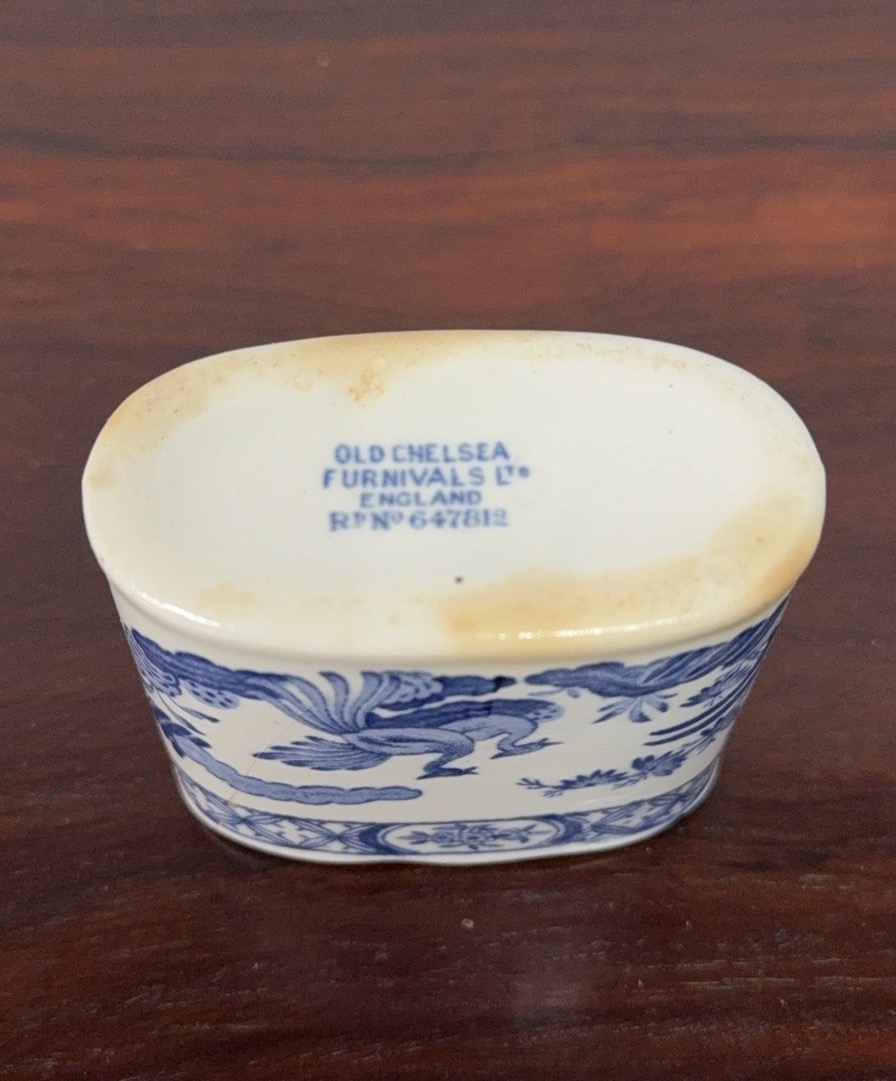 OLD CHELSEA
FURNIVALS LTD
ENGLAND
RD NO 647812